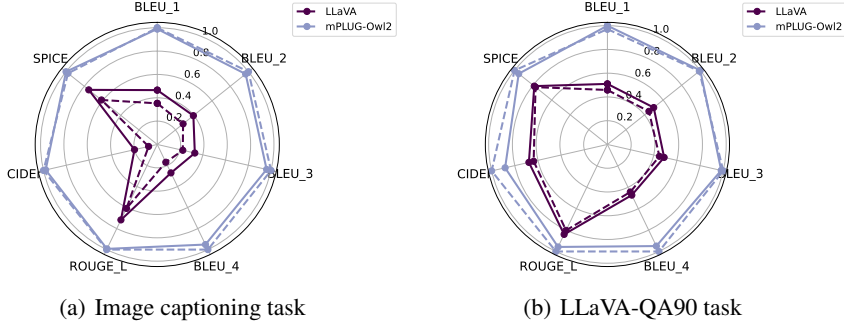 BLEU_1
LLaVA
mPLUG-Owl2
1.0
0.8
0.6
0.4
0.2
SPICE
BLEU_2
CIDEr
BLEU_3
ROUGE_L
BLEU_4
(a) Image captioning task
BLEU_1
LLaVA
mPLUG-Owl2
1.0
0.8
0.6
0.4
0.2
SPICE
BLEU_2
CIDEr
BLEU_3
ROUGE_L
BLEU_4
(b) LLaVA-QA90 task